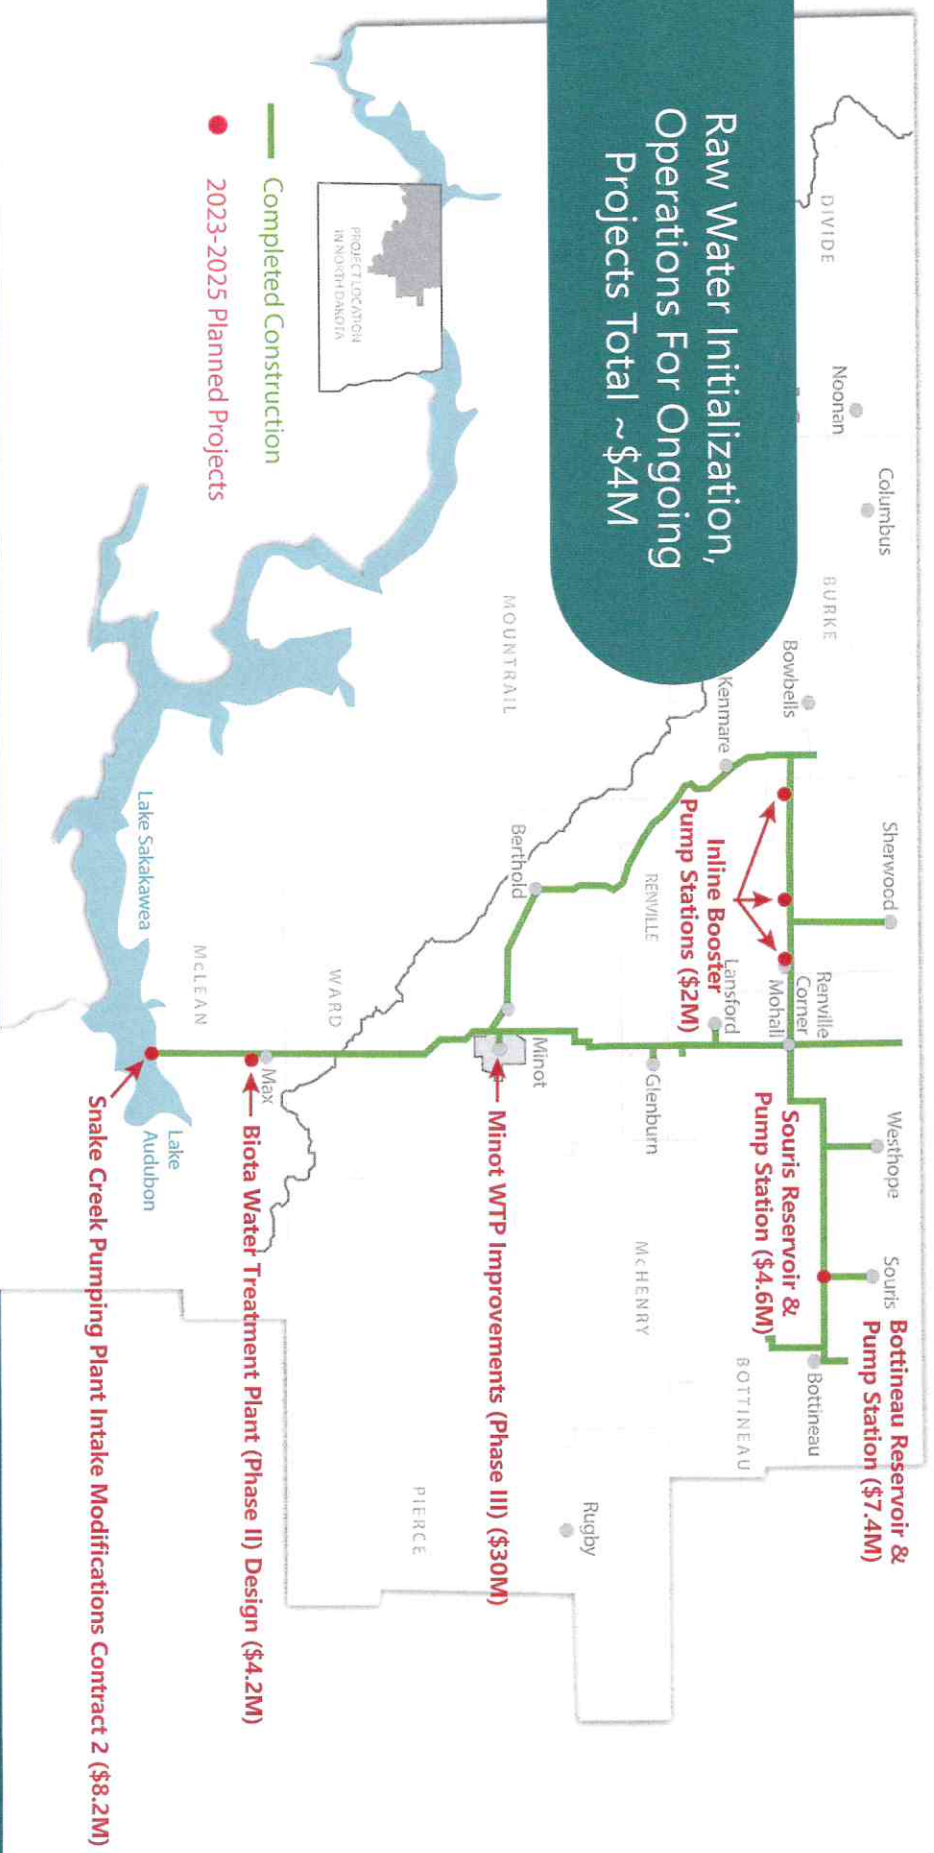 Raw Water Initialization,
Operations For Ongoing
Projects Total ~$4M
DIVIDE
Noonan
Columbus
BURKE
Bowbells
Kenmare
MOUNTRAIL
Sherwood
Inline Booster
Pump Stations ($2M)
RENVILLE
Berthold
Lansford
Renville
Corner
Mohall
Glenburn
Minot
WARD
McLEAN
Max
Lake Sakakawea
Lake
Audubon
Westhope
Souris
Souris Reservoir &
Pump Station ($4.6M)
Bottineau Reservoir &
Pump Station ($7.4M)
Bottineau
BOTTINEAU
McHENRY
Rugby
PIERCE
Minot WTP Improvements (Phase III) ($30M)
Biota Water Treatment Plant (Phase II) Design ($4.2M)
Snake Creek Pumping Plant Intake Modifications Contract 2 ($8.2M)
PROJECT LOCATION
IN NORTH DAKOTA
Completed Construction
2023-2025 Planned Projects